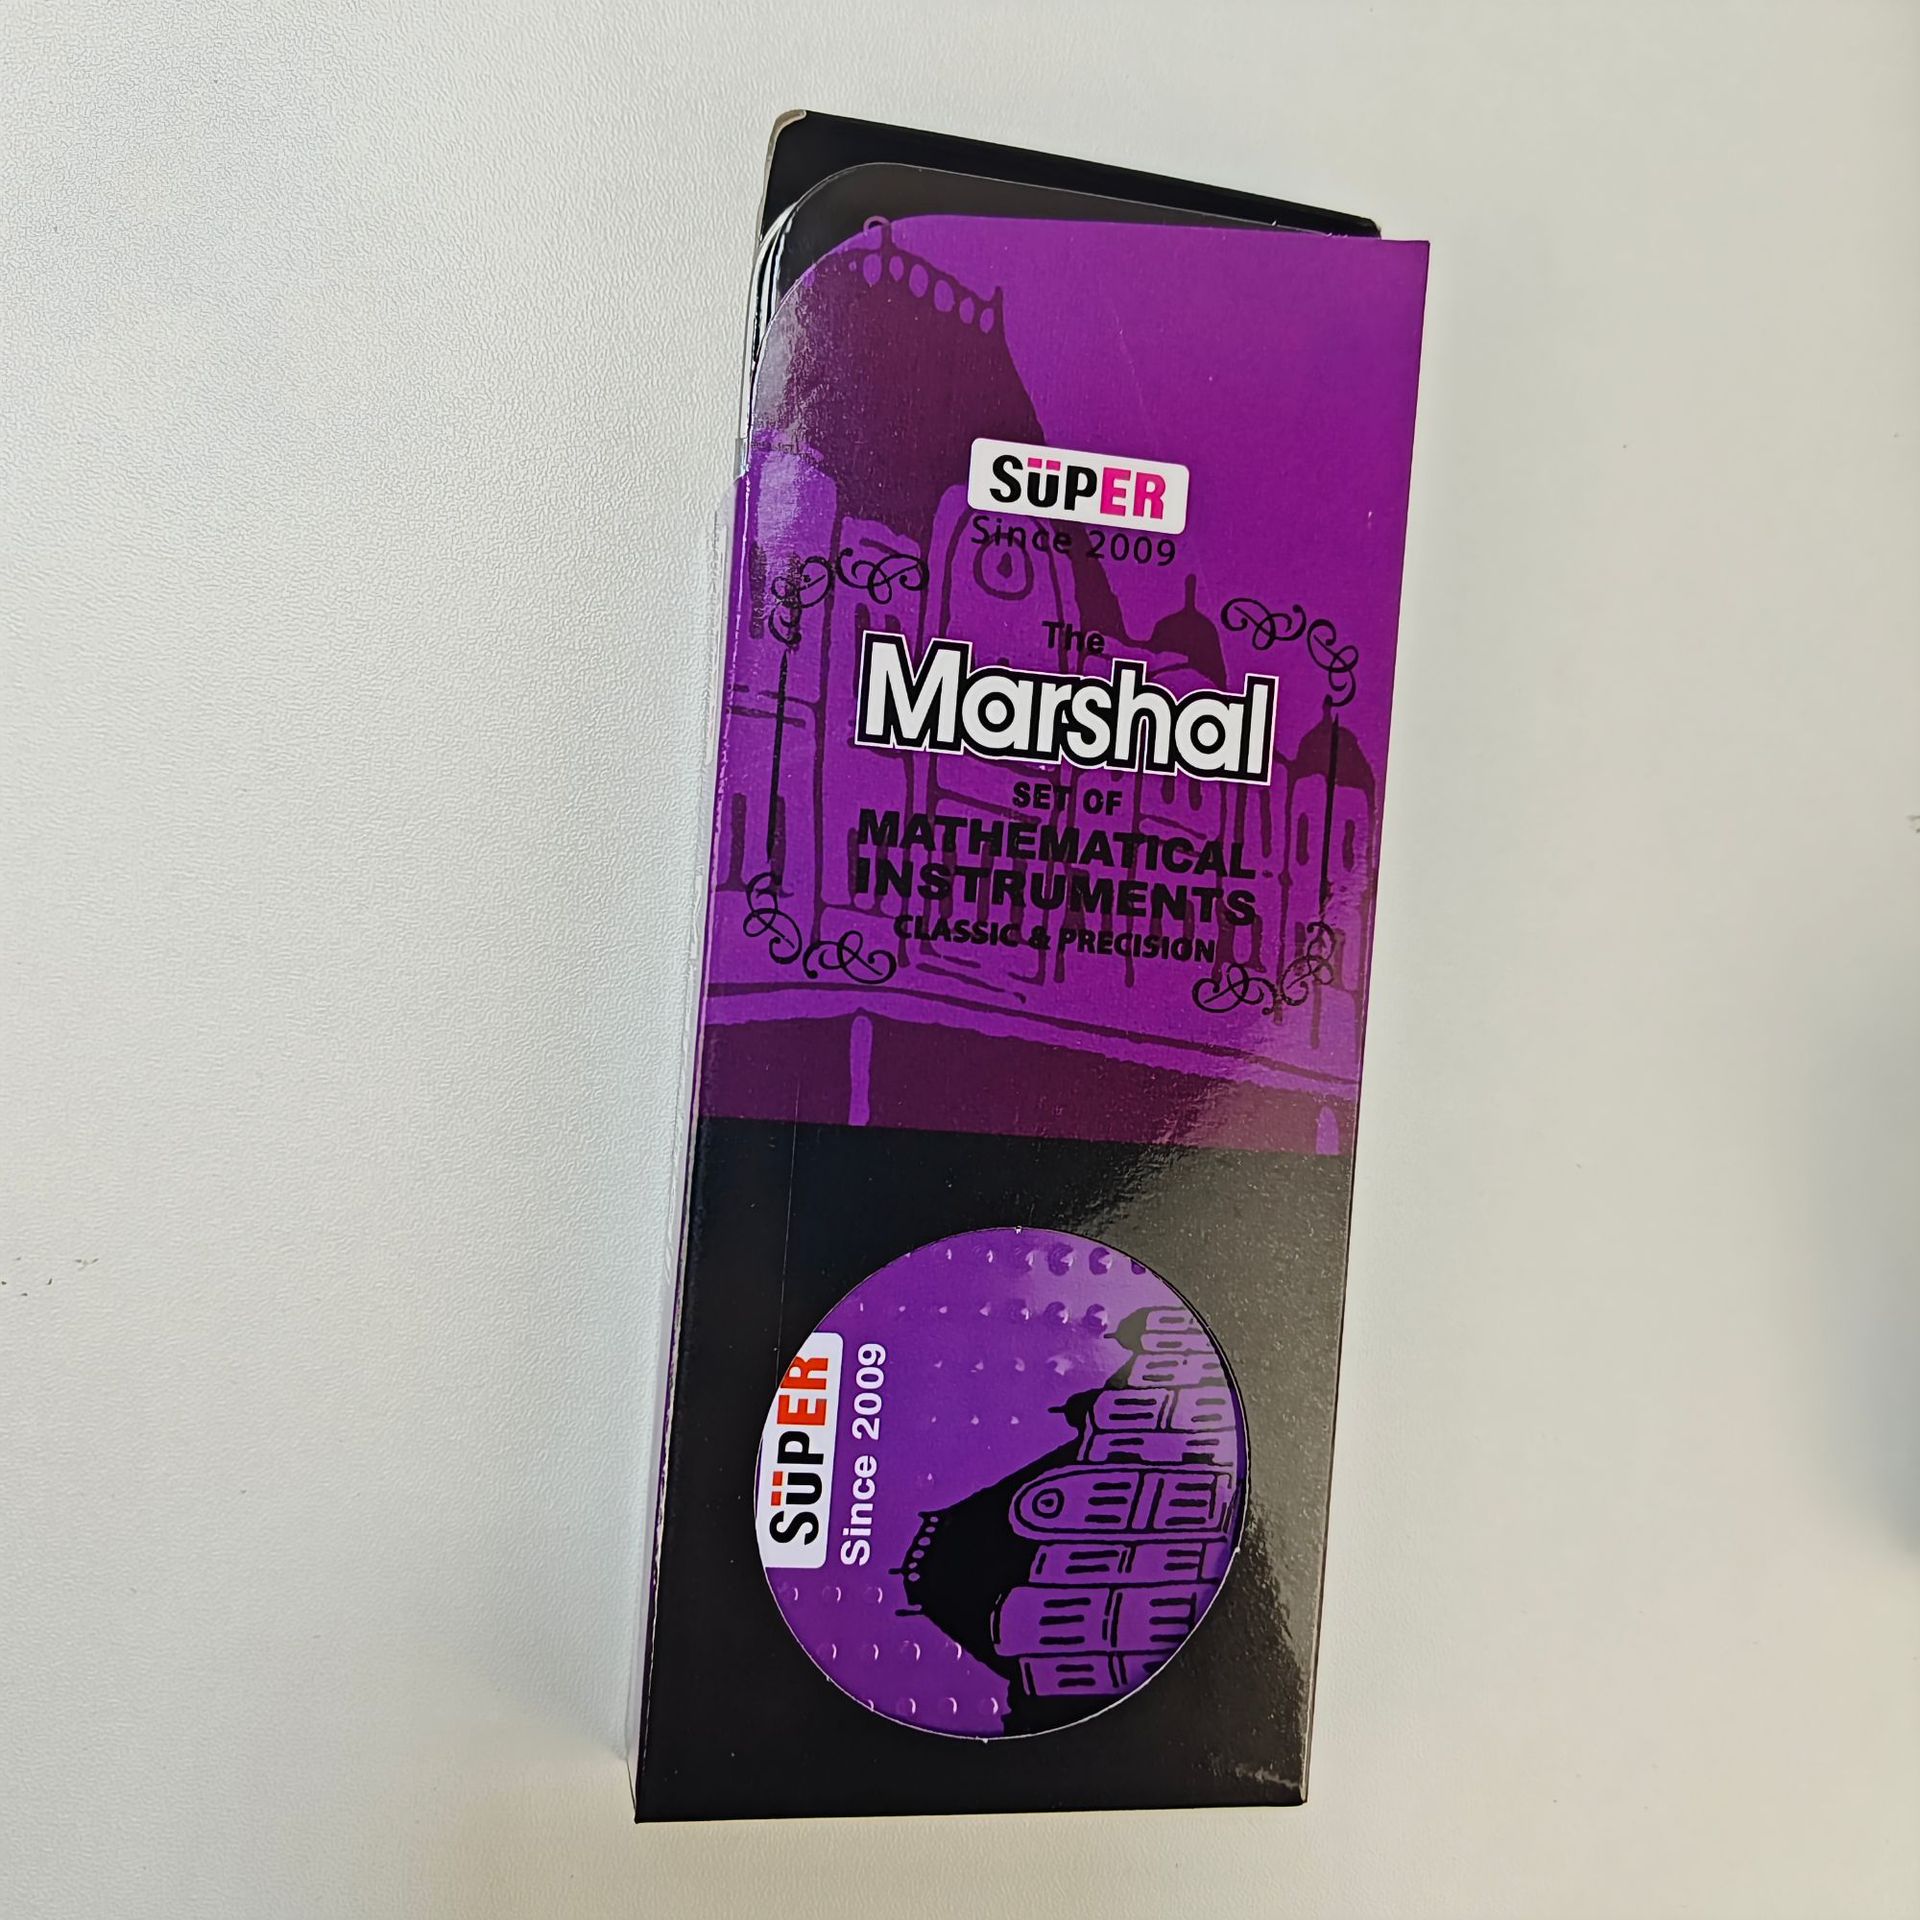 SüPER
Since 2009
The
Marshal
SET OF
MATHEMATICAL
INSTRUMENTS
CLASSIC & PRECISION
SüPER
Since 2009